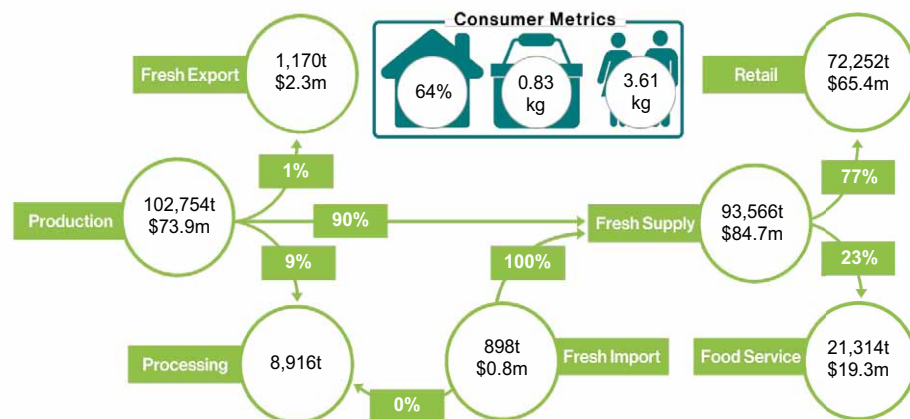 Consumer Metrics
64%
0.83
kg
3.61
kg
Fresh Export
1,170t
$2.3m
Retail
72,252t
$65.4m
1%
77%
Production
102,754t
$73.9m
90%
Fresh Supply
93,566t
$84.7m
9%
100%
23%
Processing
8,916t
898t
$0.8m
Fresh Import
Food Service
21,314t
$19.3m
0%